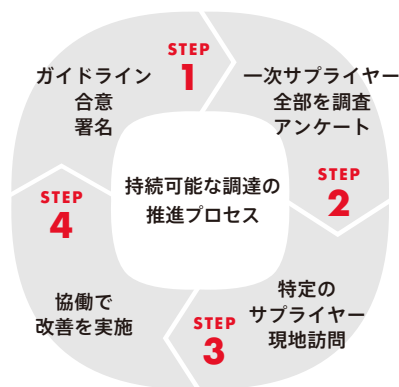 STEP
1
ガイドライン
合意
署名
一次サプライヤー
全部を調査
アンケート
STEP
2
持続可能な調達の
推進プロセス
特定の
サプライヤー
現地訪問
STEP
3
STEP
4
協働で
改善を実施